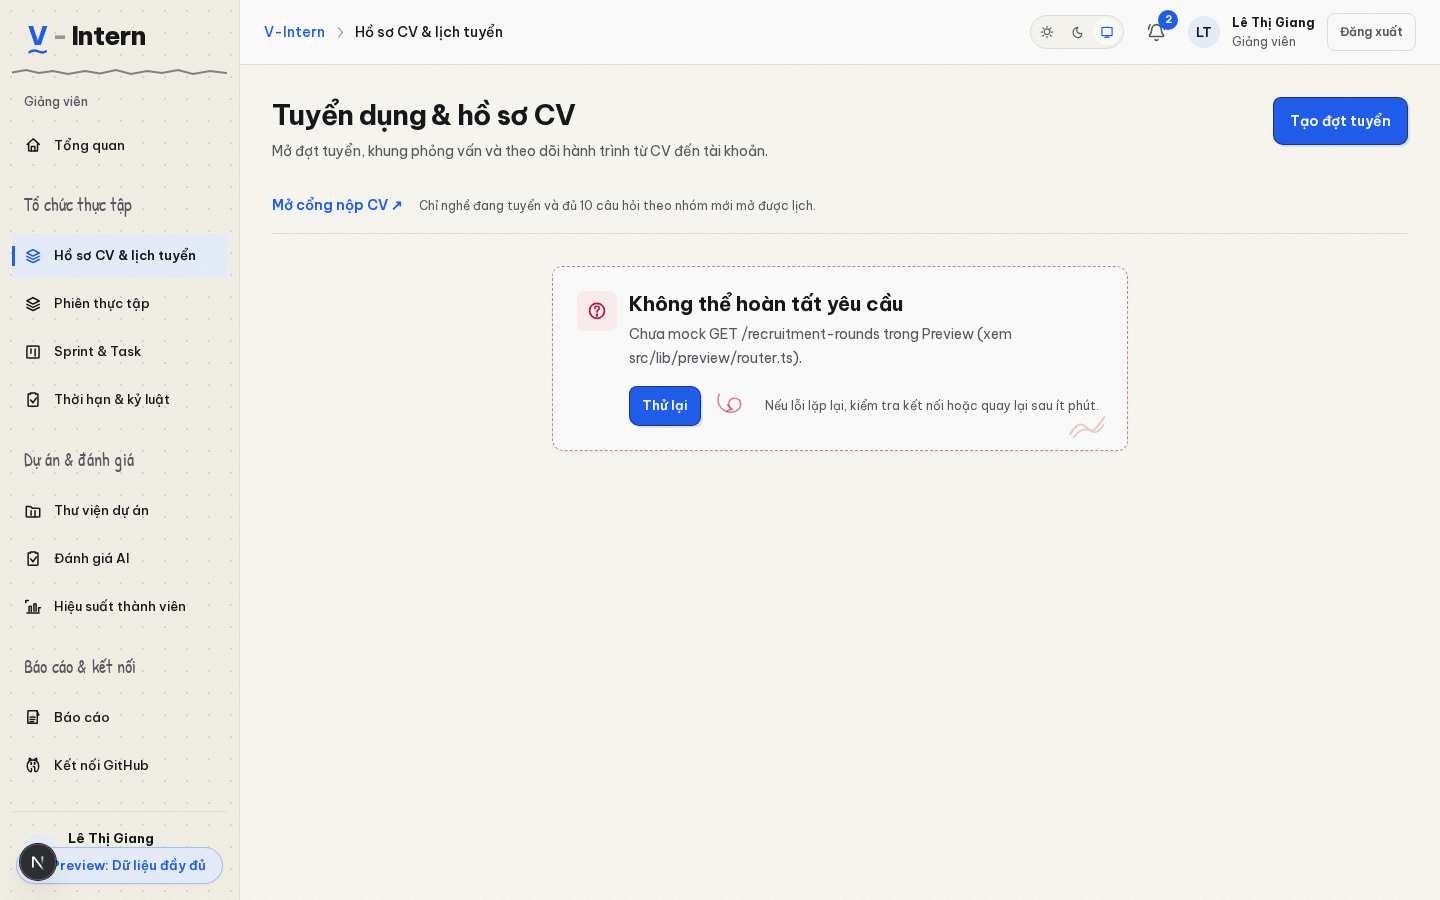 V - Intern
Giảng viên
Tổng quan
Tổ chức thực tập
Hồ sơ CV & lịch tuyển
Phiên thực tập
Sprint & Task
Thời hạn & kỷ luật
Dự án & đánh giá
Thư viện dự án
Đánh giá AI
Hiệu suất thành viên
Báo cáo & kết nối
Báo cáo
Kết nối GitHub
Lê Thị Giang
Preview: Dữ liệu đầy đủ
V-Intern > Hồ sơ CV & lịch tuyển
2
LT
Lê Thị Giang
Giảng viên
Đăng xuất
Tuyển dụng & hồ sơ CV
Mở đợt tuyển, khung phỏng vấn và theo dõi hành trình từ CV đến tài khoản.
Tạo đợt tuyển
Mở cổng nộp CV ↗ Chỉ nghề đang tuyển và đủ 10 câu hỏi theo nhóm mới mở được lịch.
Không thể hoàn tất yêu cầu
Chưa mock GET /recruitment-rounds trong Preview (xem
src/lib/preview/router.ts).
Thử lại
Nếu lỗi lặp lại, kiểm tra kết nối hoặc quay lại sau ít phút.